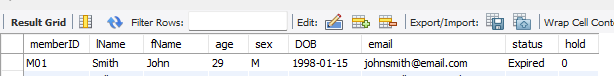 Result Grid Filter Rows: Edit: Export/Import: Wrap Cell Cont
memberID lName fName age sex DOB email status hold
M01 Smith John 29 M 1998-01-15 johnsmith@email.com Expired 0